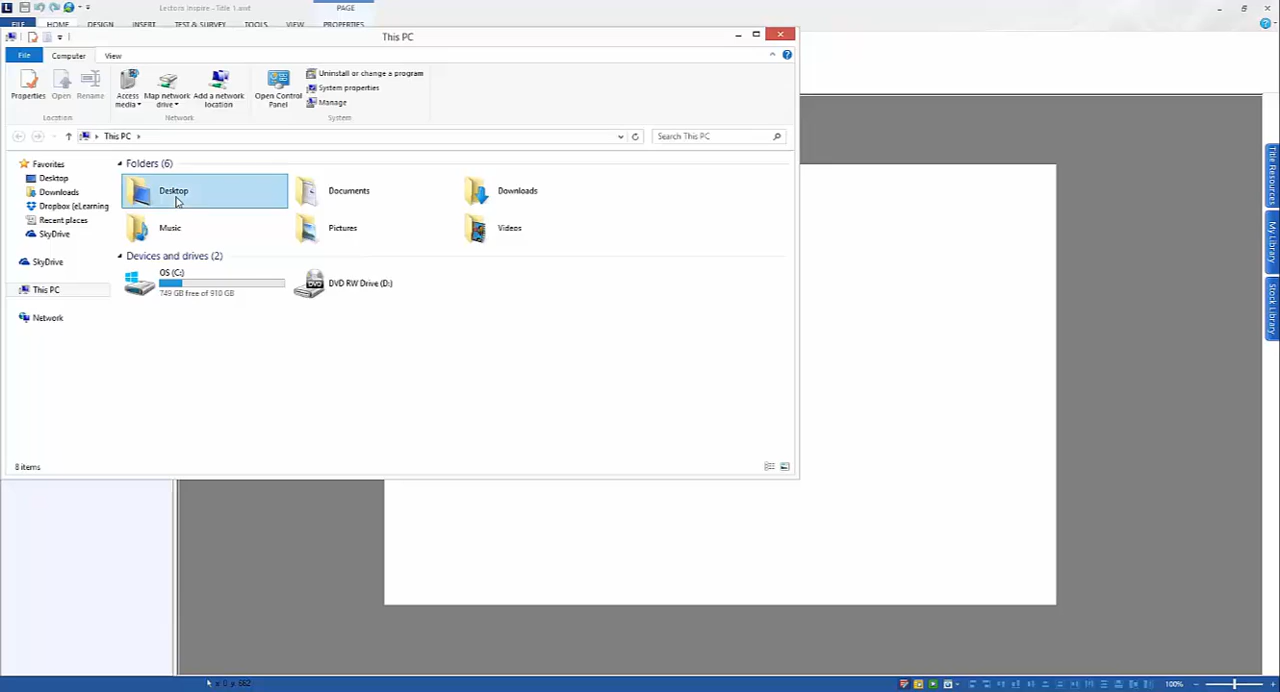 Lectora Inspire - Title 1.awt
PAGE
FILE HOME DESIGN INSERT TEST & SURVEY TOOLS VIEW PROPERTIES
This PC
File Computer View
Properties Open Rename
Access media Map network drive Add a network location
Open Control Panel
Uninstall or change a program
System properties
Manage
Location Network System
This PC
Search This PC
Favorites
Desktop
Downloads
Dropbox (eLearning
Recent places
SkyDrive
SkyDrive
This PC
Network
Folders (6)
Desktop Documents Downloads
Music Pictures Videos
Devices and drives (2)
OS (C:)
749 GB free of 910 GB
DVD RW Drive (D:)
8 items
Title Resources
My Library
Stock Library
x: 0 y: 662
100%